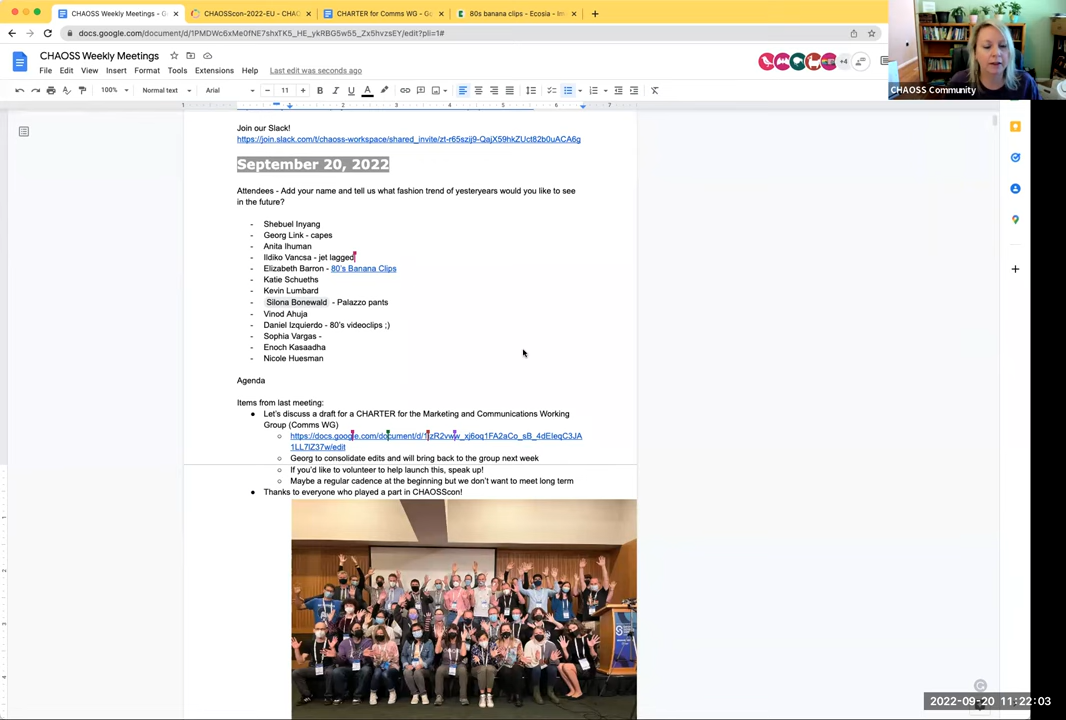 CHAOSS Weekly Meetings - G
CHAOSScon-2022-EU - CHAC
CHARTER for Comms WG - Go
80s banana clips - Ecosia - Im
docs.google.com/document/d/1PMDWc6xMe0fNE7shxTK5_HE_ykRBG5w55_Zx5hvzsEY/edit?pli=1#
CHAOSS Weekly Meetings
File Edit View Insert Format Tools Extensions Help Last edit was seconds ago
+4
CHAOSS Community
100% Normal text Arial 11
Join our Slack!
https://join.slack.com/t/chaoss-workspace/shared_invite/zt-r65szij9-QajX59hkZUct82b0uACA6g
September 20, 2022
Attendees - Add your name and tell us what fashion trend of yesteryears would you like to see
in the future?
- Shebuel Inyang
- Georg Link - capes
- Anita Ihuman
- Ildiko Vancsa - jet lagged
- Elizabeth Barron - 80's Banana Clips
- Katie Schueths
- Kevin Lumbard
- Silona Bonewald - Palazzo pants
- Vinod Ahuja
- Daniel Izquierdo - 80's videoclips ;)
- Sophia Vargas -
- Enoch Kasaadha
- Nicole Huesman
Agenda
Items from last meeting:
● Let's discuss a draft for a CHARTER for the Marketing and Communications Working
Group (Comms WG)
○ https://docs.google.com/document/d/1jzR2vww_xj6oq1FA2aCo_sB_4dEIeqC3JA
1LL7lZ37w/edit
○ Georg to consolidate edits and will bring back to the group next week
○ If you'd like to volunteer to help launch this, speak up!
○ Maybe a regular cadence at the beginning but we don't want to meet long term
● Thanks to everyone who played a part in CHAOSScon!
2022-09-20 11:22:03